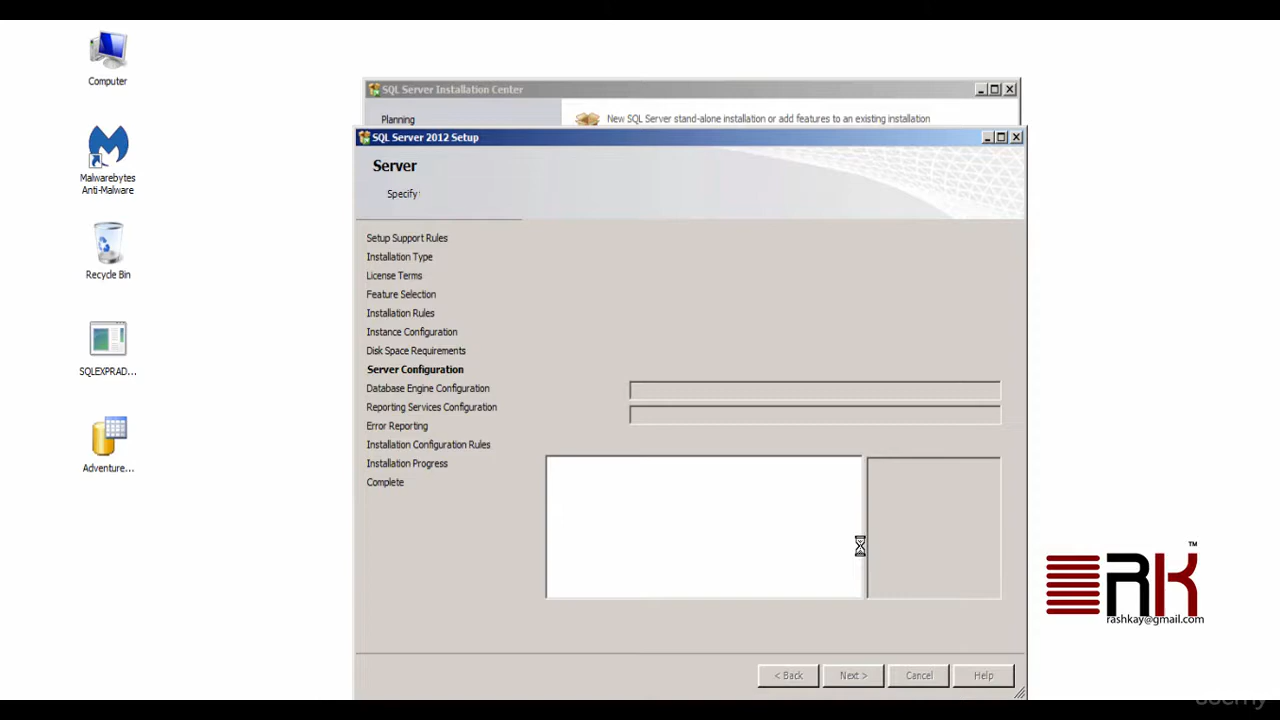 Computer
Malwarebytes
Anti-Malware
Recycle Bin
SQLEXPRAD...
Adventure...
SQL Server Installation Center
Planning
New SQL Server stand-alone installation or add features to an existing installation
SQL Server 2012 Setup
Server
Specify
Setup Support Rules
Installation Type
License Terms
Feature Selection
Installation Rules
Instance Configuration
Disk Space Requirements
Server Configuration
Database Engine Configuration
Reporting Services Configuration
Error Reporting
Installation Configuration Rules
Installation Progress
Complete
< Back
Next >
Cancel
Help
RK
™
rashkay@gmail.com